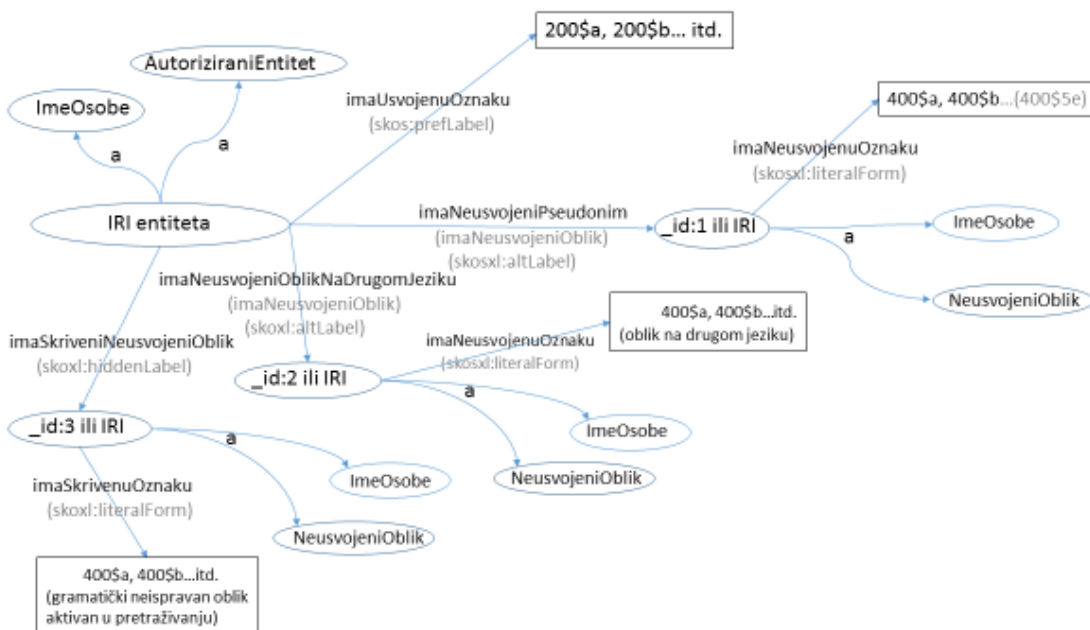 200$a, 200$b... itd.
AutoriziraniEntitet
ImeOsobe
imaUsvojenuOznaku
(skos:prefLabel)
400$a, 400$b...(400$5e)
a
a
imaNeusvojenuOznaku
(skosxl:literalForm)
IRI entiteta
imaNeusvojeniPseudonim
(imaNeusvojeniOblik)
(skosxl:altLabel)
_id:1 ili IRI
a
ImeOsobe
NeusvojeniOblik
imaNeusvojeniOblikNaDrugomJeziku
(imaNeusvojeniOblik)
(skoxl:altLabel)
400$a, 400$b...itd.
(oblik na drugom jeziku)
imaSkriveniNeusvojeniOblik
(skoxl:hiddenLabel)
imaNeusvojenuOznaku
(skosxl:literalForm)
_id:2 ili IRI
a
ImeOsobe
NeusvojeniOblik
_id:3 ili IRI
a
ImeOsobe
NeusvojeniOblik
imaSkrivenuOznaku
(skoxl:literalForm)
400$a, 400$b...itd.
(gramatički neispravan oblik
aktivan u pretraživanju)